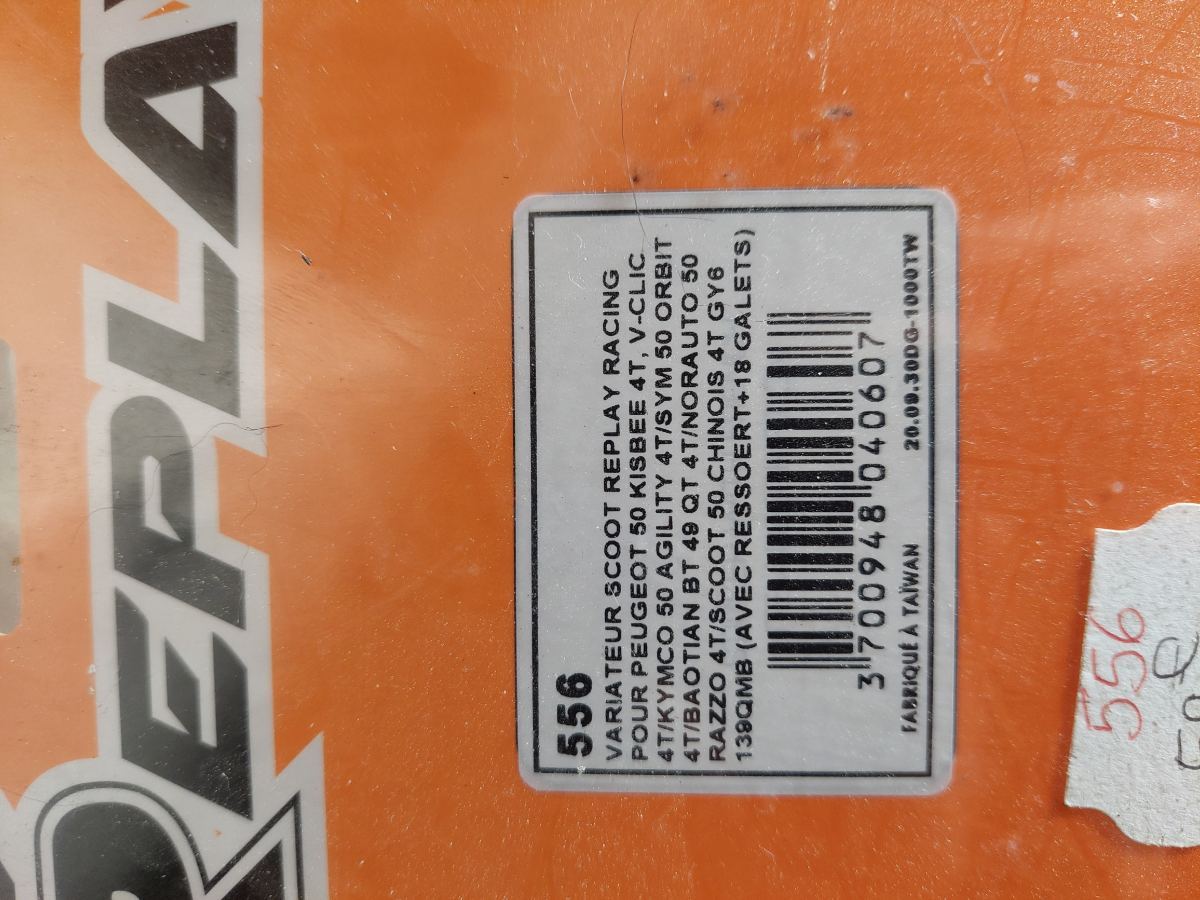 REPLAY
556
VARIATEUR SCOOT REPLAY RACING
POUR PEUGEOT 50 KISBEE 4T, V-CLIC
4T/KYMCO 50 AGILITY 4T/SYM 50 ORBIT
4T/BAOTIAN BT 49 QT 4T/NORAUTO 50
RAZZO 4T/SCOOT 50 CHINOIS 4T GY6
139QMB (AVEC RESSOERT+18 GALETS)
3 700948 040607
FABRIQUÉ À TAÏWAN 20.09.30DG-1000TW
556